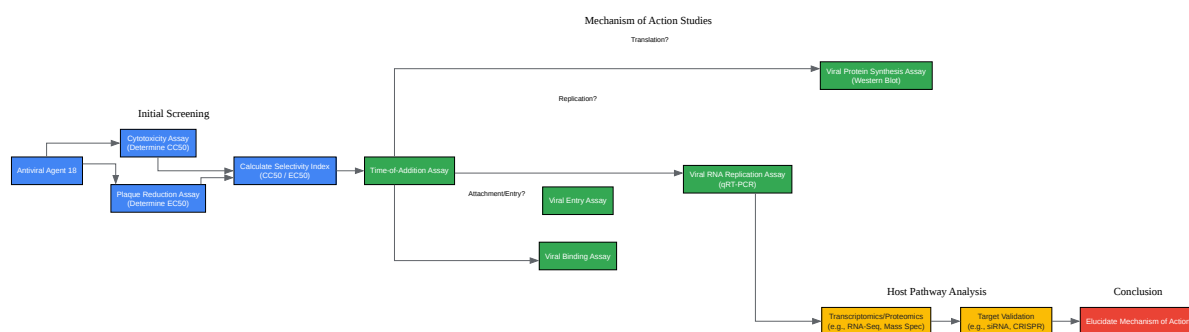 Mechanism of Action Studies
Translation?
Viral Protein Synthesis Assay
(Western Blot)
Replication?
Initial Screening
Cytotoxicity Assay
(Determine CC50)
Antiviral Agent 18
Calculate Selectivity Index
(CC50 / EC50)
Time-of-Addition Assay
Viral RNA Replication Assay
(qRT-PCR)
Plaque Reduction Assay
(Determine EC50)
Attachment/Entry?
Viral Entry Assay
Viral Binding Assay
Host Pathway Analysis
Conclusion
Transcriptomics/Proteomics
(e.g., RNA-Seq, Mass Spec)
Target Validation
(e.g., siRNA, CRISPR)
Elucidate Mechanism of Action